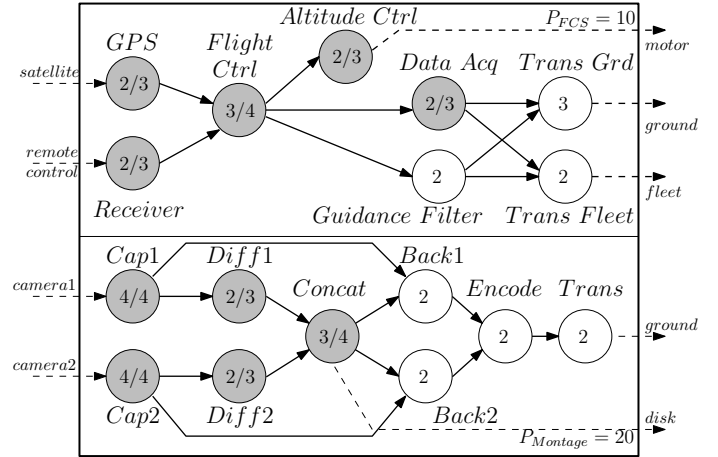 Altitude Ctrl
P_FCS = 10
GPS
Flight Ctrl
2/3
motor
Data Acq
Trans Grd
satellite
2/3
3/4
2/3
3
ground
remote control
2/3
2
2
fleet
Receiver
Guidance Filter
Trans Fleet
Cap1
Diff1
Back1
Concat
Encode
Trans
camera1
4/4
2/3
2
3/4
2
2
ground
camera2
4/4
2/3
2
Cap2
Diff2
Back2
disk
P_Montage = 20